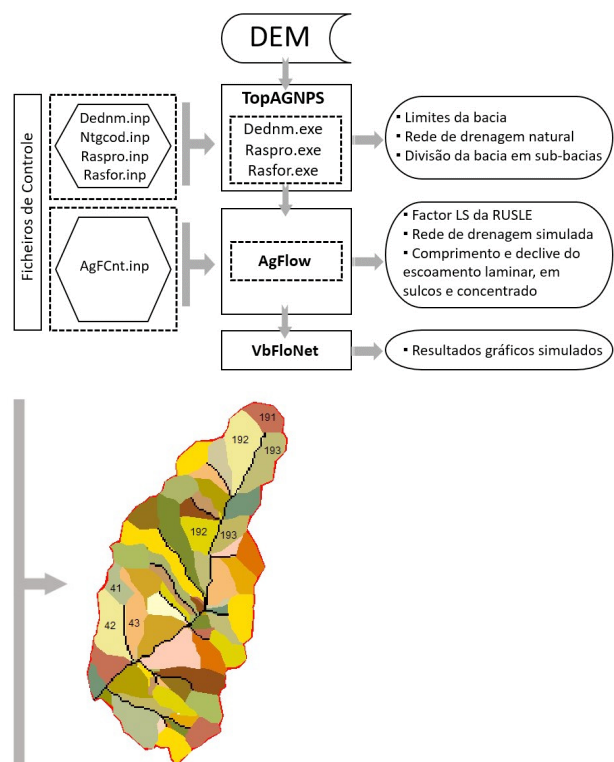 DEM
Ficheiros de Controle
Dednm.inp
Ntgcod.inp
Raspro.inp
Rasfor.inp
TopAGNPS
Dednm.exe
Raspro.exe
Rasfor.exe
▪ Limites da bacia
▪ Rede de drenagem natural
▪ Divisão da bacia em sub-bacias
AgFCnt.inp
AgFlow
▪ Factor LS da RUSLE
▪ Rede de drenagem simulada
▪ Comprimento e declive do
escoamento laminar, em
sulcos e concentrado
VbFloNet
▪ Resultados gráficos simulados
191
192
193
192
193
41
42
43